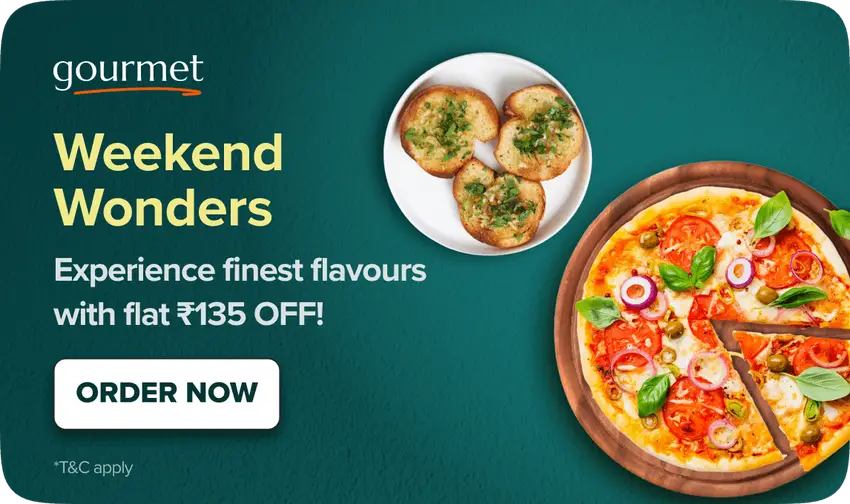 gourmet
Weekend
Wonders
Experience finest flavours
with flat ₹135 OFF!
ORDER NOW
*T&C apply